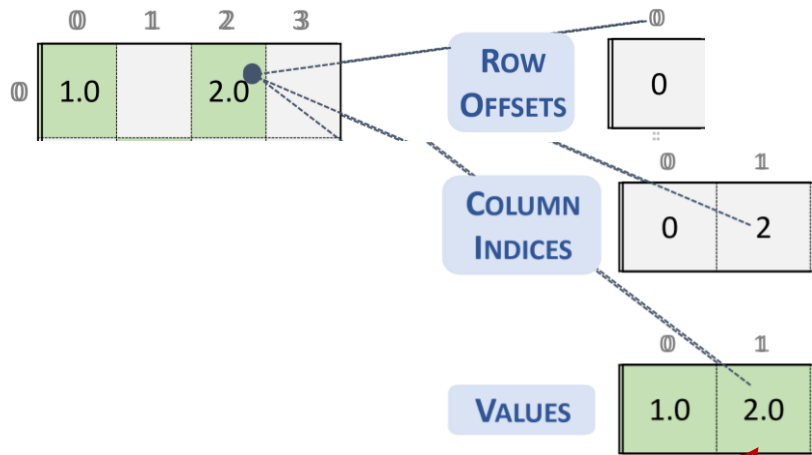 0 1 2 3
0 1.0 2.0
ROW
OFFSETS
0
0
0 1
COLUMN
INDICES
0 2
0 1
VALUES
1.0 2.0